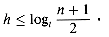 h ≤ log_t (n + 1)/2 .